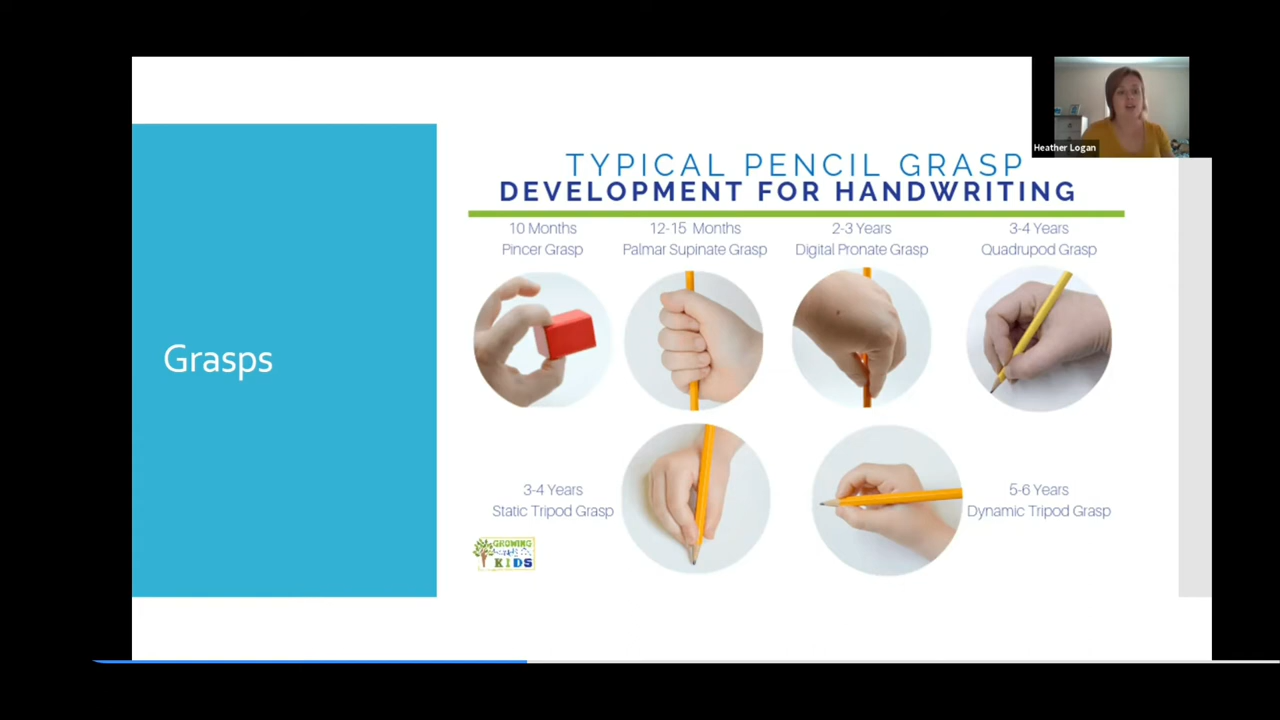 Heather Logan
Grasps
TYPICAL PENCIL GRASP
DEVELOPMENT FOR HANDWRITING
10 Months
Pincer Grasp
12-15 Months
Palmar Supinate Grasp
2-3 Years
Digital Pronate Grasp
3-4 Years
Quadrupod Grasp
3-4 Years
Static Tripod Grasp
5-6 Years
Dynamic Tripod Grasp
GROWING
KIDS